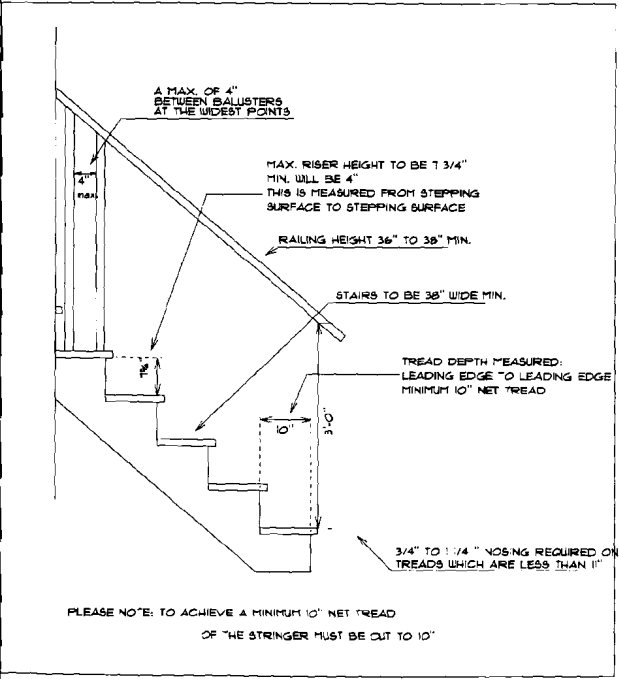 A MAX. OF 4"
BETWEEN BALUSTERS
AT THE WIDEST POINTS
4"
max.
MAX. RISER HEIGHT TO BE 7 3/4"
MIN. WILL BE 4"
THIS IS MEASURED FROM STEPPING
SURFACE TO STEPPING SURFACE
RAILING HEIGHT 36" TO 38" MIN.
STAIRS TO BE 38" WIDE MIN.
TREAD DEPTH MEASURED:
LEADING EDGE TO LEADING EDGE
MINIMUM 10" NET TREAD
10"
3'-0"
3/4" TO 1/4" NOSING REQUIRED ON
TREADS WHICH ARE LESS THAN 11"
PLEASE NOTE: TO ACHIEVE A MINIMUM 10" NET TREAD
OF THE STRINGER MUST BE CUT TO 10"